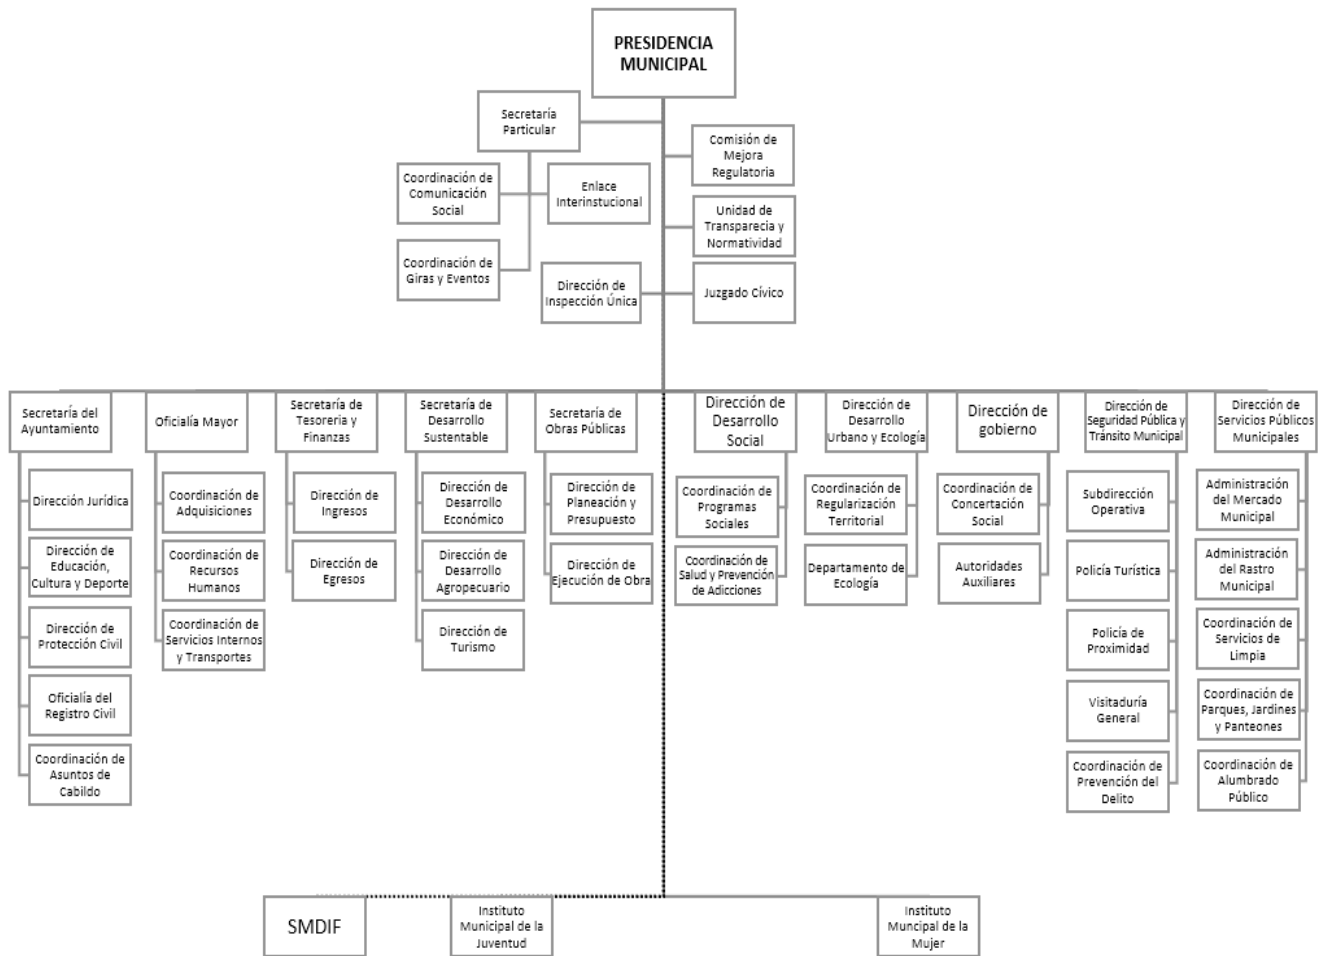 PRESIDENCIA
MUNICIPAL
Secretaría
Particular
Comisión de
Mejora
Regulatoria
Coordinación de
Comunicación
Social
Enlace
Interinstucional
Unidad de
Transparecia y
Normatividad
Coordinación de
Giras y Eventos
Dirección de
Inspección Única
Juzgado Cívico
Secretaría del
Ayuntamiento
Oficialía Mayor
Secretaría de
Tesoreria y
Finanzas
Secretaría de
Desarrollo
Sustentable
Secretaría de
Obras Públicas
Dirección de
Desarrollo
Social
Dirección de
Desarrollo
Urbano y Ecología
Dirección de
gobierno
Dirección de
Seguridad Pública y
Tránsito Municipal
Dirección de
Servicios Públicos
Municipales
Dirección Jurídica
Coordinación de
Adquisiciones
Dirección de
Ingresos
Dirección de
Desarrollo
Económico
Dirección de
Planeación y
Presupuesto
Coordinación de
Programas
Sociales
Coordinación de
Regularización
Territorial
Coordinación de
Concertación
Social
Subdirección
Operativa
Administración
del Mercado
Municipal
Dirección de
Educación,
Cultura y Deporte
Coordinación de
Recursos
Humanos
Dirección de
Egresos
Dirección de
Desarrollo
Agropecuario
Dirección de
Ejecución de Obra
Coordinación de
Salud y Prevención
de Adicciones
Departamento de
Ecología
Autoridades
Auxiliares
Policía Turística
Administración
del Rastro
Municipal
Dirección de
Protección Civil
Coordinación de
Servicios Internos
y Transportes
Dirección de
Turismo
Policía de
Proximidad
Coordinación de
Servicios de
Limpia
Oficialía del
Registro Civil
Visitaduría
General
Coordinación de
Parques, Jardines
y Panteones
Coordinación de
Asuntos de
Cabildo
Coordinación de
Prevención del
Delito
Coordinación de
Alumbrado
Público
SMDIF
Instituto
Municipal de la
Juventud
Instituto
Muncipal de la
Mujer